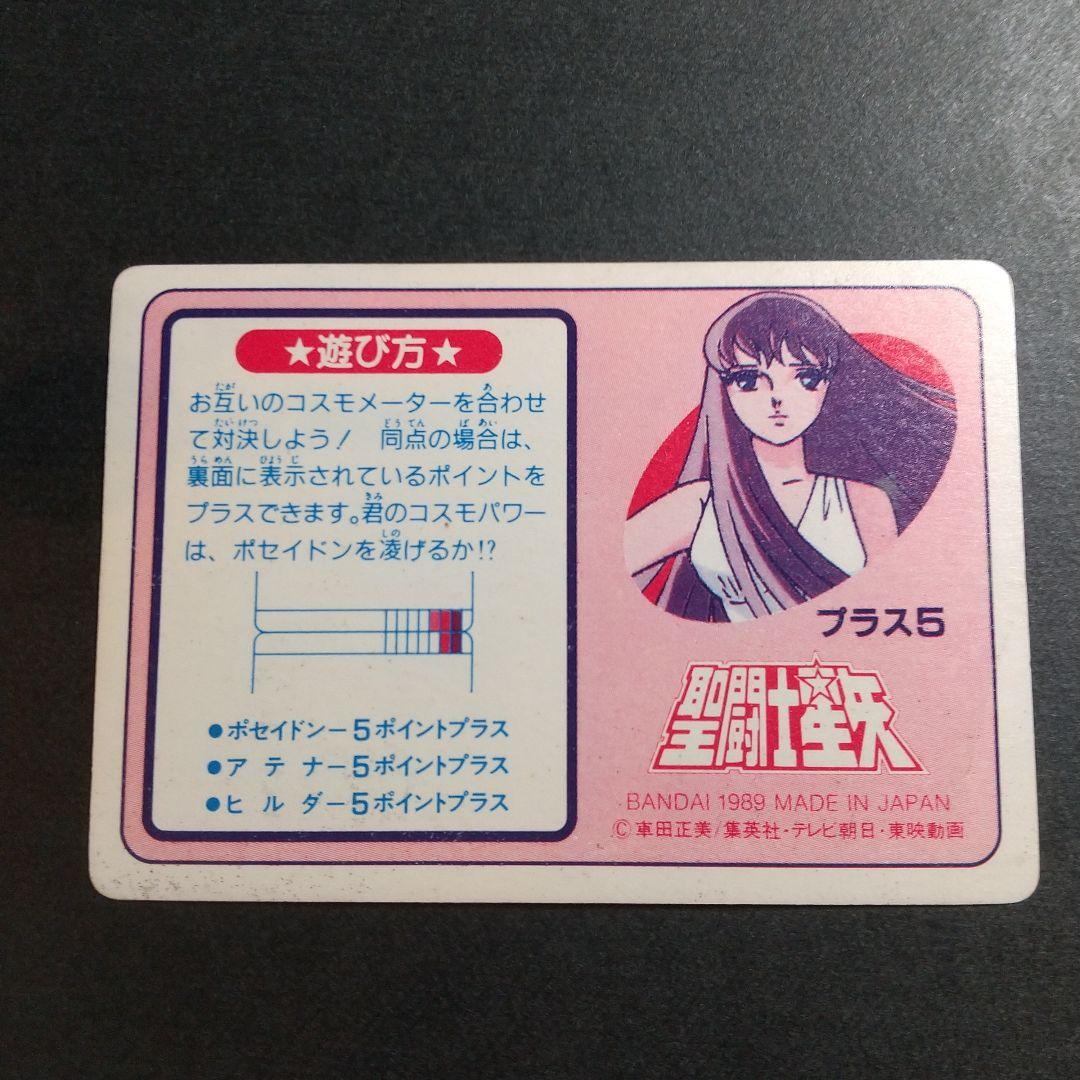 ★遊び方★
お互いのコスモメーターを合わせ
て対決しよう! 同点の場合は、
裏面に表示されているポイントを
プラスできます。君のコスモパワー
は、ポセイドンを凌げるか!?
●ポセイドンー5ポイントプラス
●アテナー5ポイントプラス
●ヒルダー5ポイントプラス
プラス5
聖闘士星矢
BANDAI 1989 MADE IN JAPAN
©車田正美/集英社・テレビ朝日・東映動画